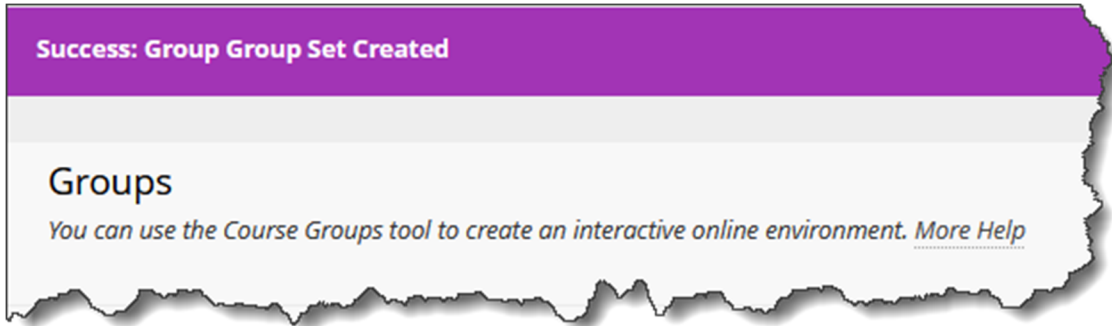 Success: Group Group Set Created
Groups
You can use the Course Groups tool to create an interactive online environment. More Help